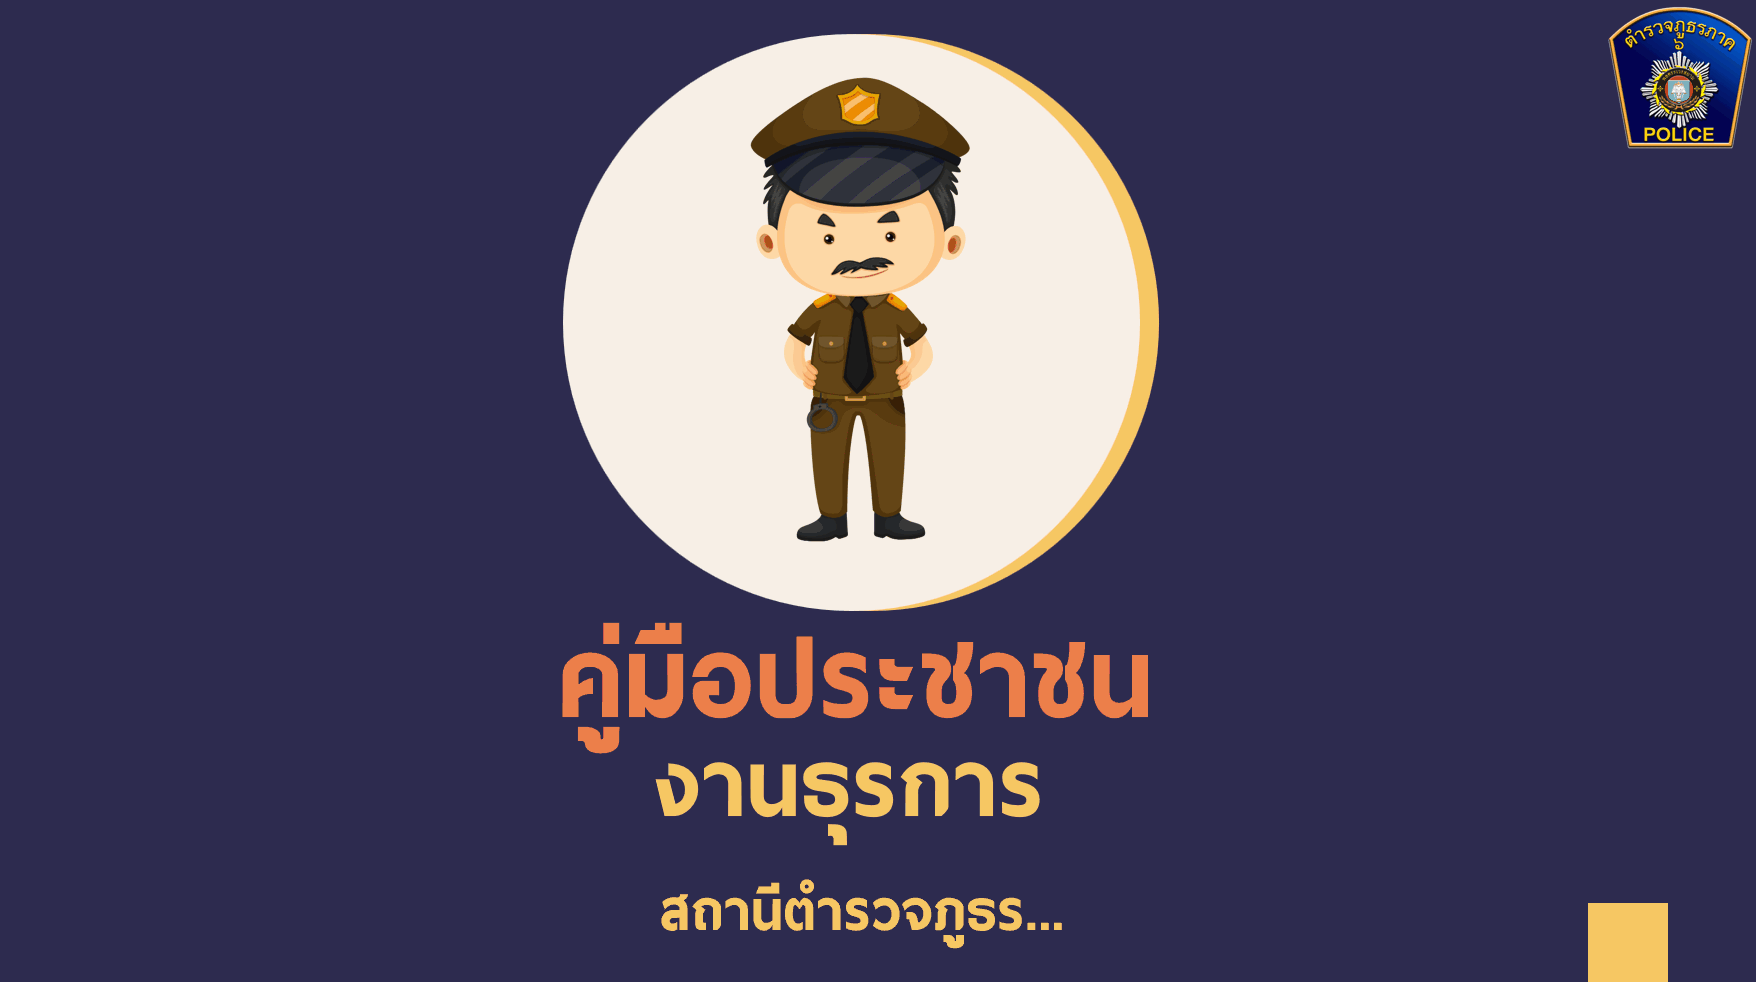 ตำรวจภูธรภาค
๖
POLICE
คู่มือประชาชน
งานธุรการ
สถานีตำรวจภูธร...